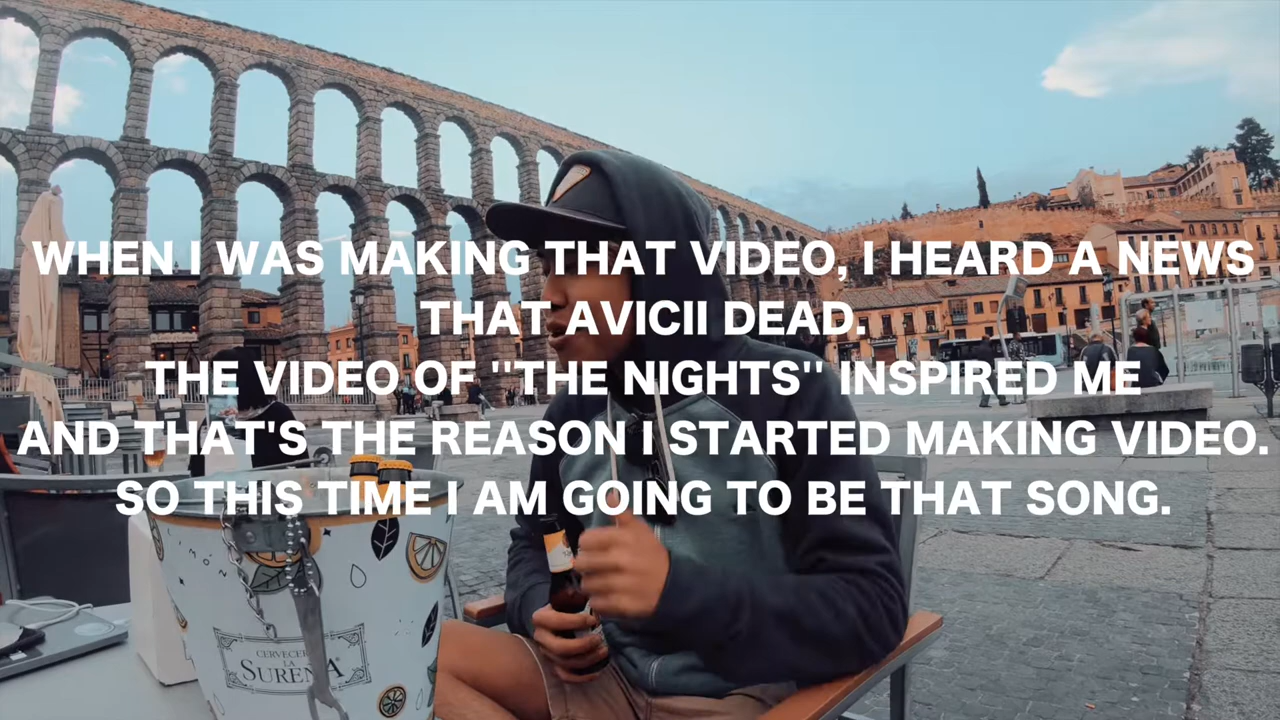 WHEN I WAS MAKING THAT VIDEO, I HEARD A NEWS
THAT AVICII DEAD.
THE VIDEO OF "THE NIGHTS" INSPIRED ME
AND THAT'S THE REASON I STARTED MAKING VIDEO.
SO THIS TIME I AM GOING TO BE THAT SONG.
LA
SUREÑA